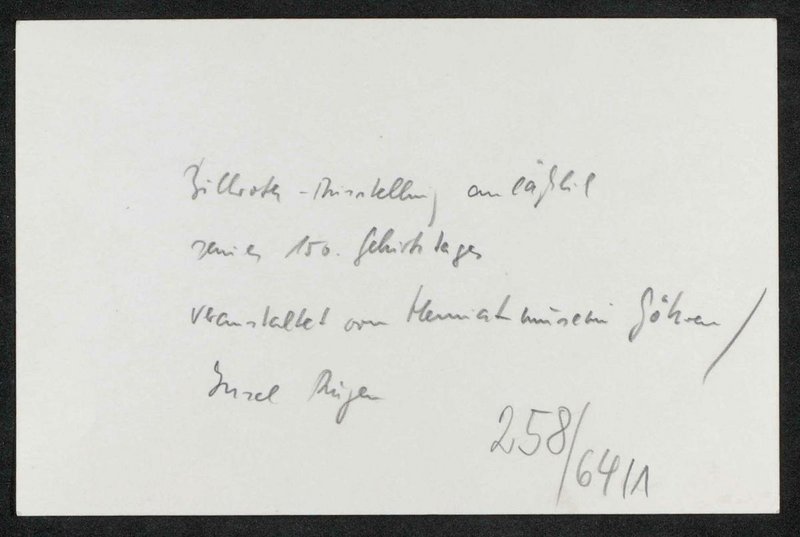 Billroth-Ausstellung anläßlich
seines 150. Geburtstages
veranstaltet vom Heimatmuseum Göhren/
Insel Rügen
258/64/1